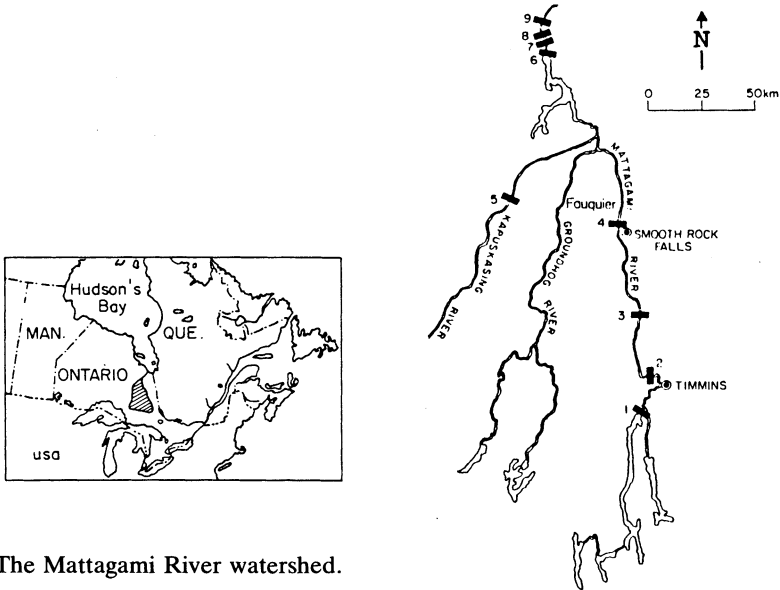 Hudson's
Bay
MAN.
QUE.
ONTARIO
usa
The Mattagami River watershed.
9
8
7
6
N
0 25 50km
MATTAGAMI
5
Fauquier
4
SMOOTH ROCK
FALLS
KAPUSKASING
RIVER
GROUNDHOG
RIVER
RIVER
3
2
TIMMINS
1